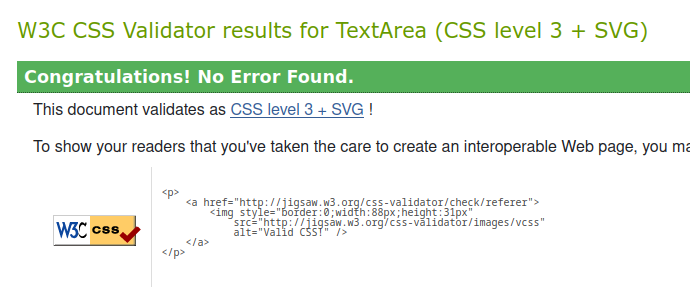 W3C CSS Validator results for TextArea (CSS level 3 + SVG)
Congratulations! No Error Found.
This document validates as CSS level 3 + SVG !
To show your readers that you've taken the care to create an interoperable Web page, you ma
<p>
<a href="http://jigsaw.w3.org/css-validator/check/referer">
<img style="border:0;width:88px;height:31px"
src="http://jigsaw.w3.org/css-validator/images/vcss"
alt="Valid CSS!" />
</a>
</p>
W3C css